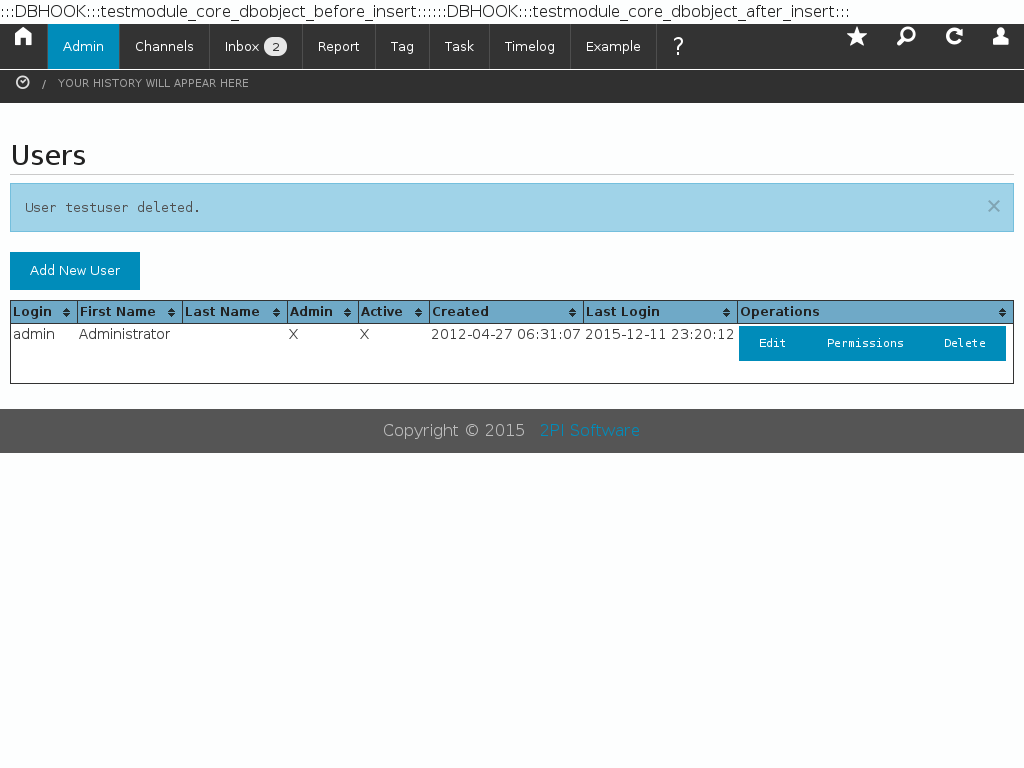 :::DBHOOK:::testmodule_core_dbobject_before_insert::::::DBHOOK:::testmodule_core_dbobject_after_insert:::
Admin Channels Inbox 2 Report Tag Task Timelog Example ?
/ YOUR HISTORY WILL APPEAR HERE
Users
User testuser deleted. ×
Add New User
Login First Name Last Name Admin Active Created Last Login Operations
admin Administrator X X 2012-04-27 06:31:07 2015-12-11 23:20:12 Edit Permissions Delete
Copyright © 2015 2PI Software